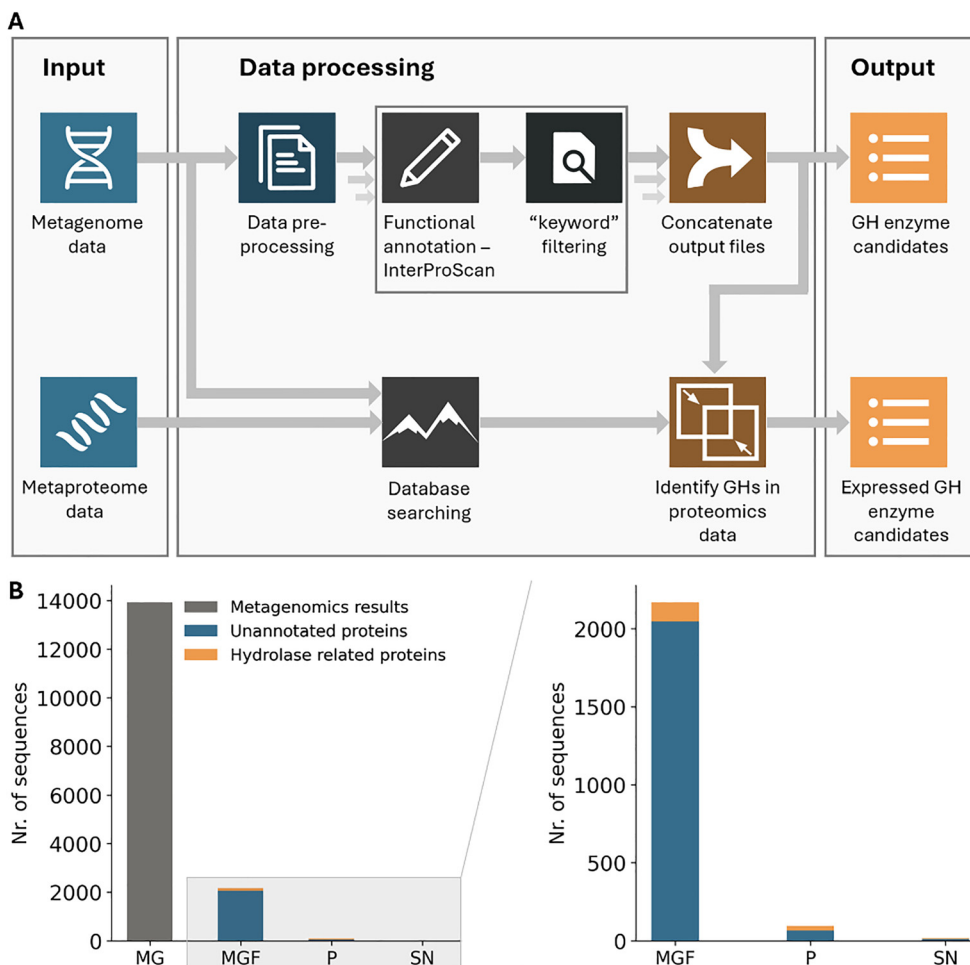 A
Input
Data processing
Output
Metagenome
data
Data pre-
processing
Functional
annotation –
InterProScan
“keyword”
filtering
Concatenate
output files
GH enzyme
candidates
Metaproteome
data
Database
searching
Identify GHs in
proteomics
data
Expressed GH
enzyme
candidates
B
Nr. of sequences
14000
12000
10000
8000
6000
4000
2000
0
Metagenomics results
Unannotated proteins
Hydrolase related proteins
MG
MGF
P
SN
Nr. of sequences
2000
1500
1000
500
0
MGF
P
SN